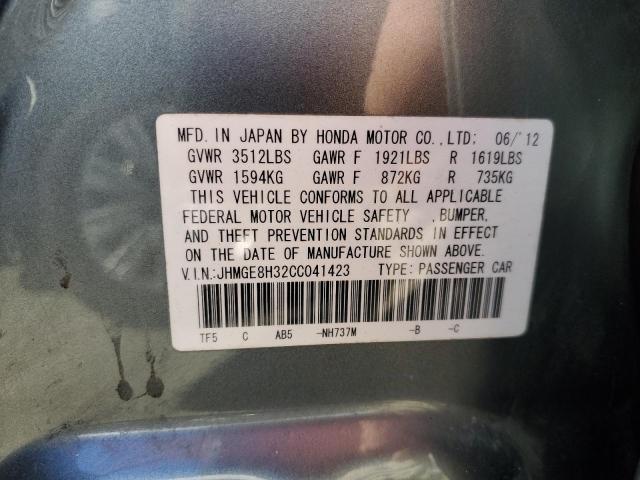 MFD. IN JAPAN BY HONDA MOTOR CO.,LTD; 06/'12
GVWR 3512LBS GAWR F 1921LBS R 1619LBS
GVWR 1594KG GAWR F 872KG R 735KG
THIS VEHICLE CONFORMS TO ALL APPLICABLE
FEDERAL MOTOR VEHICLE SAFETY ,BUMPER,
AND THEFT PREVENTION STANDARDS IN EFFECT
ON THE DATE OF MANUFACTURE SHOWN ABOVE.
V.I.N.:JHMGE8H32CC041423 TYPE: PASSENGER CAR
TF5 C AB5 -NH737M -B -C